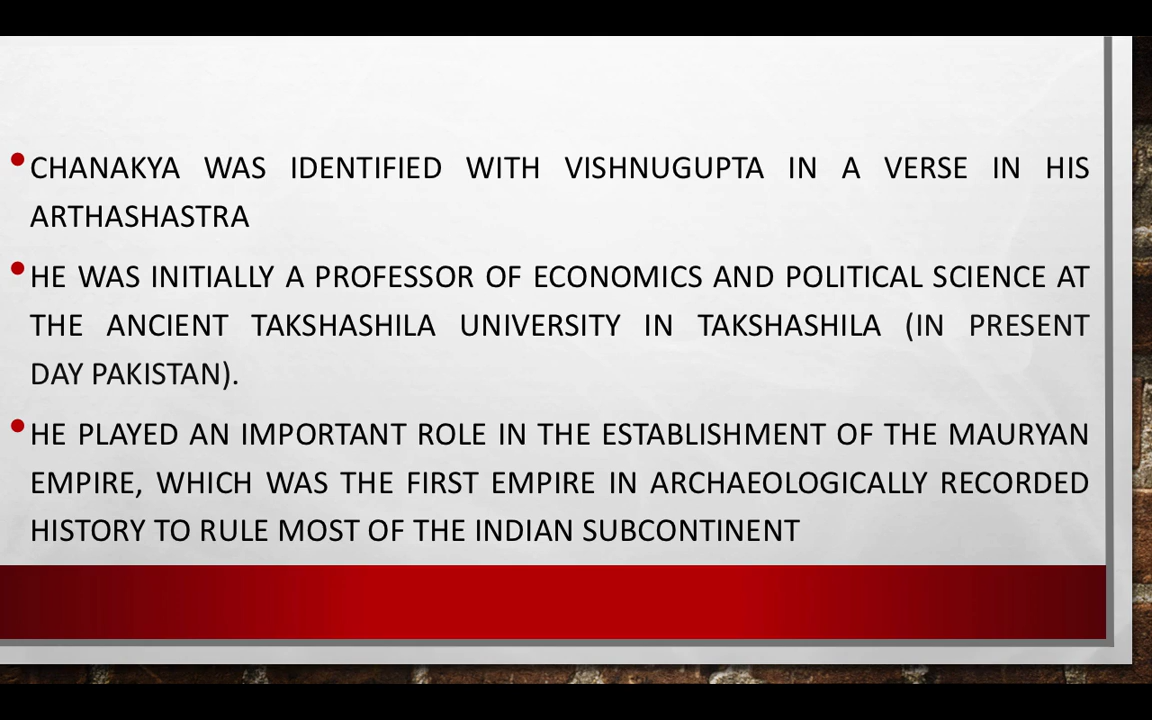 • CHANAKYA WAS IDENTIFIED WITH VISHNUGUPTA IN A VERSE IN HIS
ARTHASHASTRA
• HE WAS INITIALLY A PROFESSOR OF ECONOMICS AND POLITICAL SCIENCE AT
THE ANCIENT TAKSHASHILA UNIVERSITY IN TAKSHASHILA (IN PRESENT
DAY PAKISTAN).
• HE PLAYED AN IMPORTANT ROLE IN THE ESTABLISHMENT OF THE MAURYAN
EMPIRE, WHICH WAS THE FIRST EMPIRE IN ARCHAEOLOGICALLY RECORDED
HISTORY TO RULE MOST OF THE INDIAN SUBCONTINENT